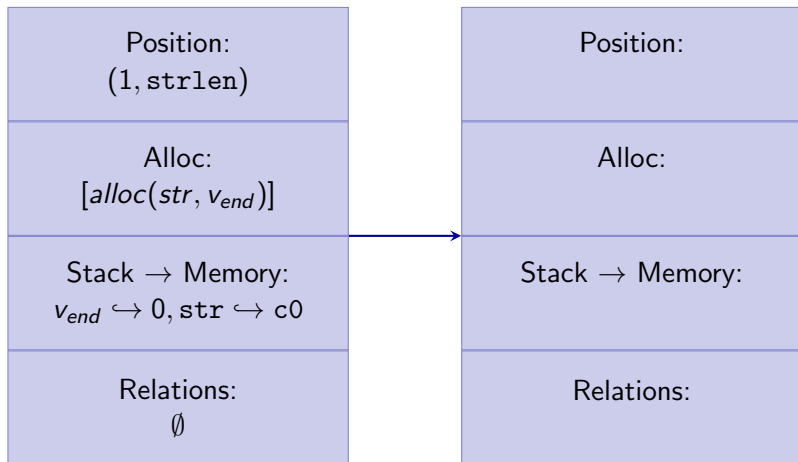 Position:
(1, strlen)
Alloc:
[alloc(str, v_end)]
Stack → Memory:
v_end ↪ 0, str ↪ c0
Relations:
∅
Position:
Alloc:
Stack → Memory:
Relations: